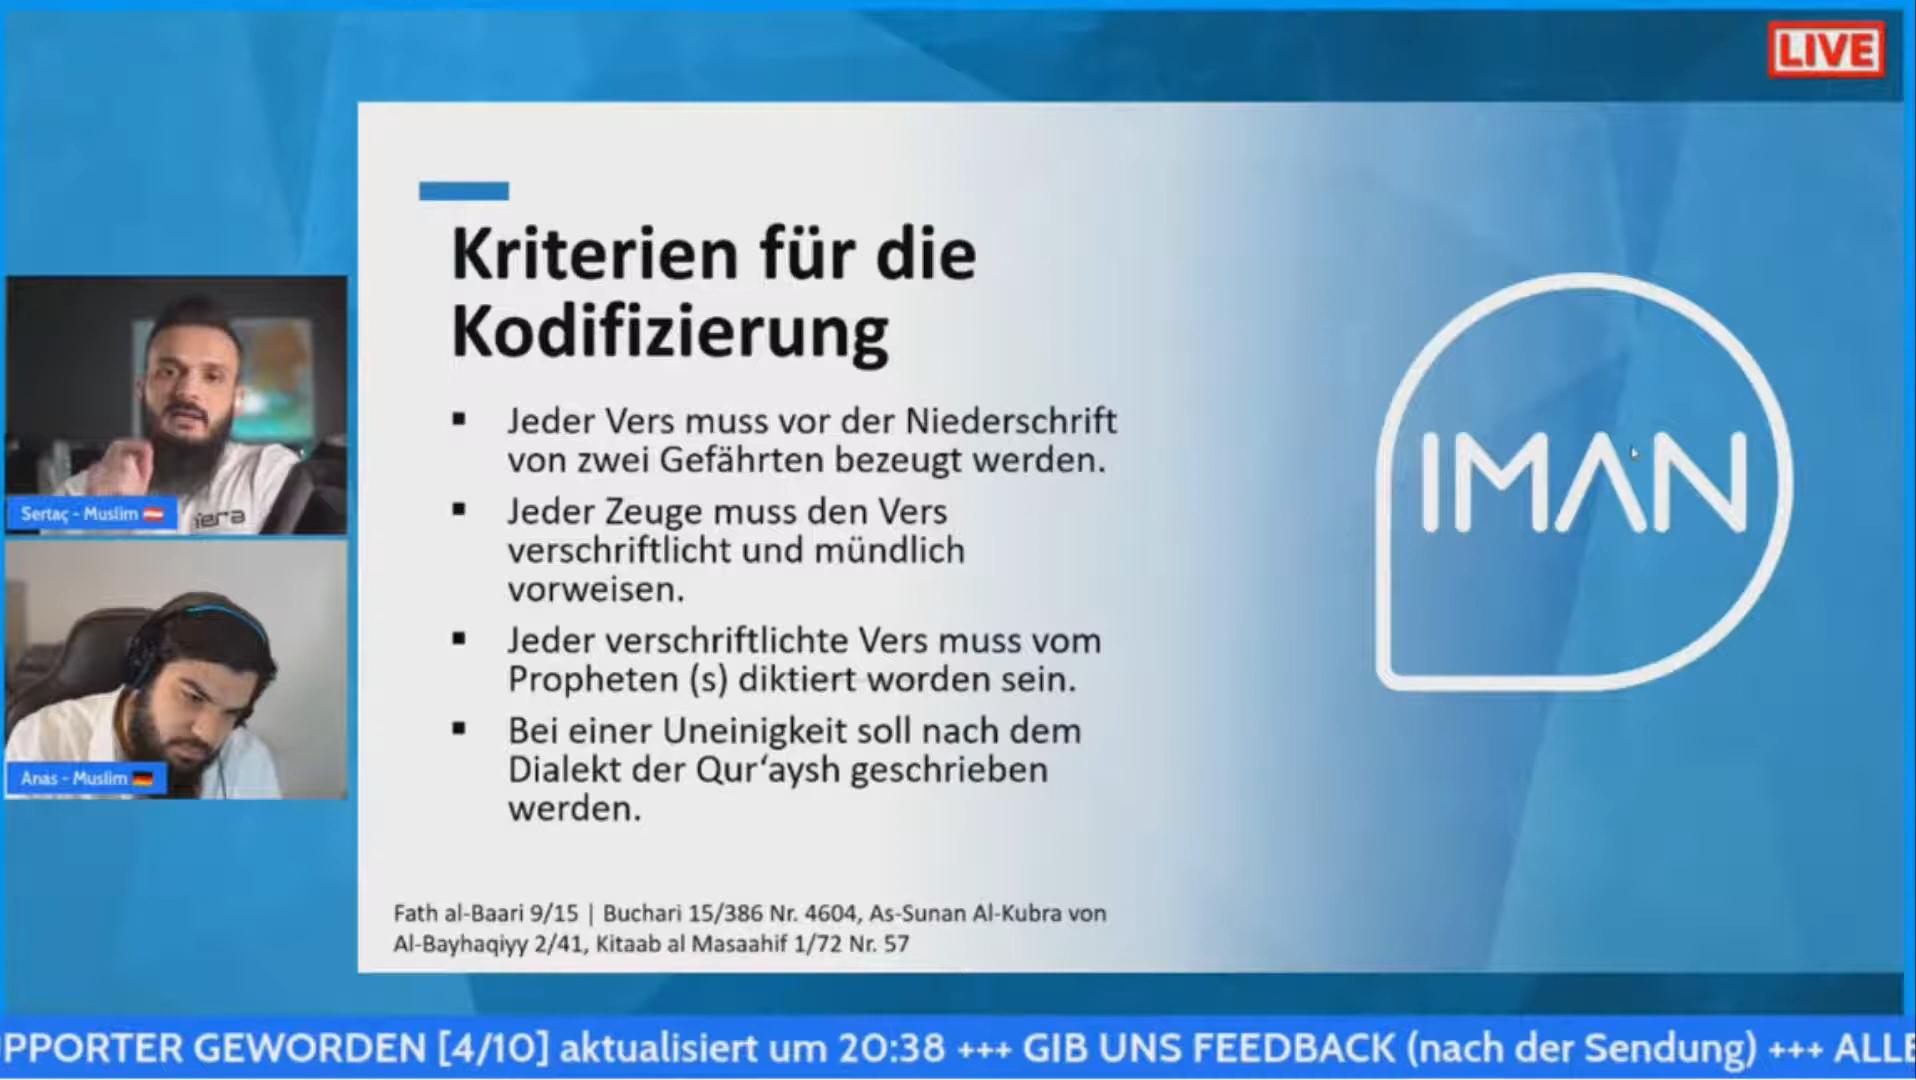 LIVE
Kriterien für die
Kodifizierung
▪ Jeder Vers muss vor der Niederschrift
von zwei Gefährten bezeugt werden.
▪ Jeder Zeuge muss den Vers
verschriftlicht und mündlich
vorweisen.
▪ Jeder verschriftlichte Vers muss vom
Propheten (s) diktiert worden sein.
▪ Bei einer Uneinigkeit soll nach dem
Dialekt der Qur‘aysh geschrieben
werden.
Fath al-Baari 9/15 | Buchari 15/386 Nr. 4604, As-Sunan Al-Kubra von
Al-Bayhaqiyy 2/41, Kitaab al Masaahif 1/72 Nr. 57
IMAN
iera
Sertaç - Muslim
Anas - Muslim
PPORTER GEWORDEN [4/10] aktualisiert um 20:38 +++ GIB UNS FEEDBACK (nach der Sendung) +++ ALLE